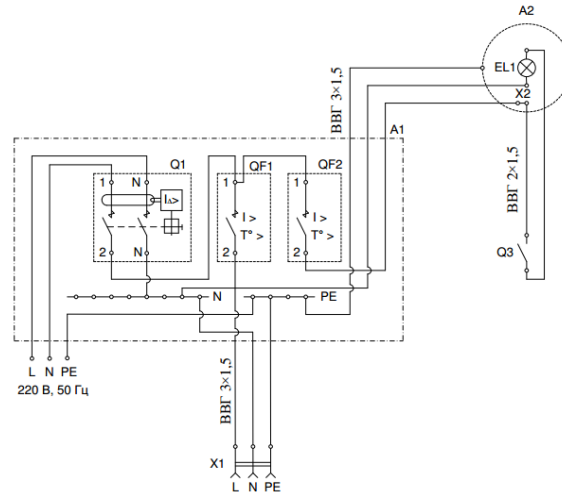 A2
EL1
X2
ВВГ 3×1,5
A1
Q1
QF1
QF2
1
N
1
1
I∆>
I >
T° >
I >
T° >
2
N
2
2
ВВГ 2×1,5
Q3
N
PE
L
N
PE
220 В, 50 Гц
ВВГ 3×1,5
X1
L
N
PE